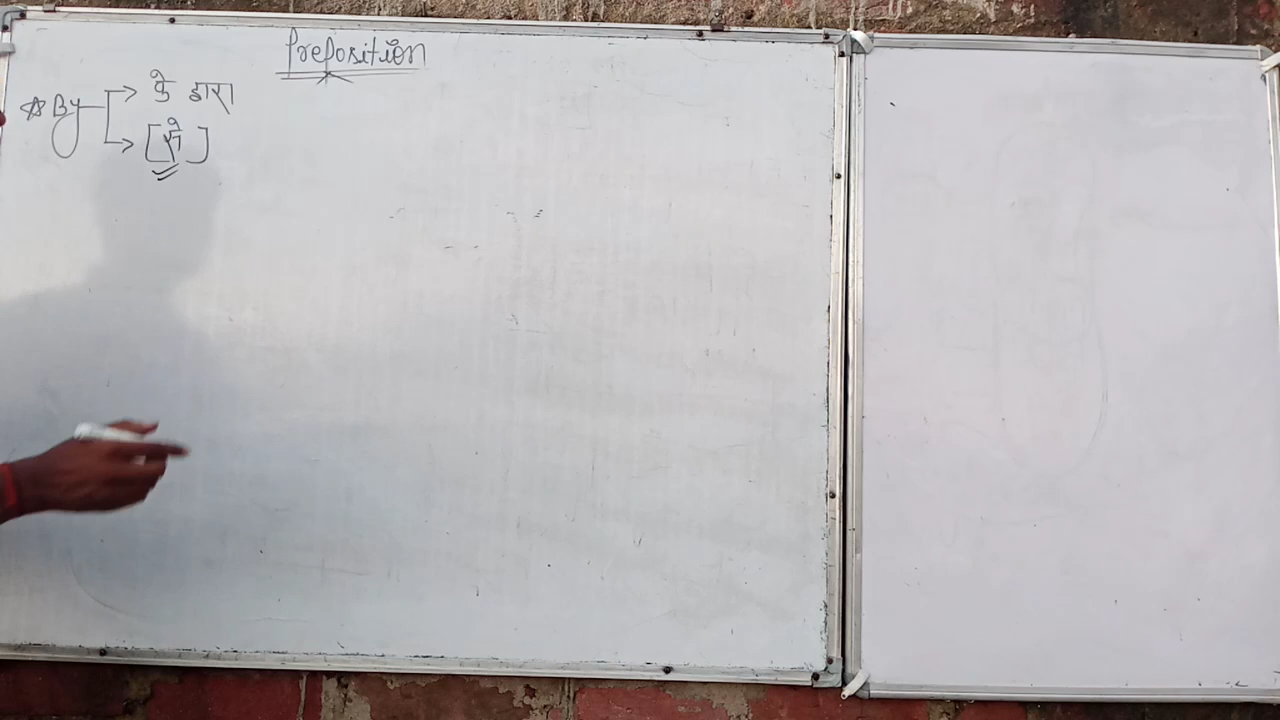 Preposition
* By → के द्वारा
→ [से]